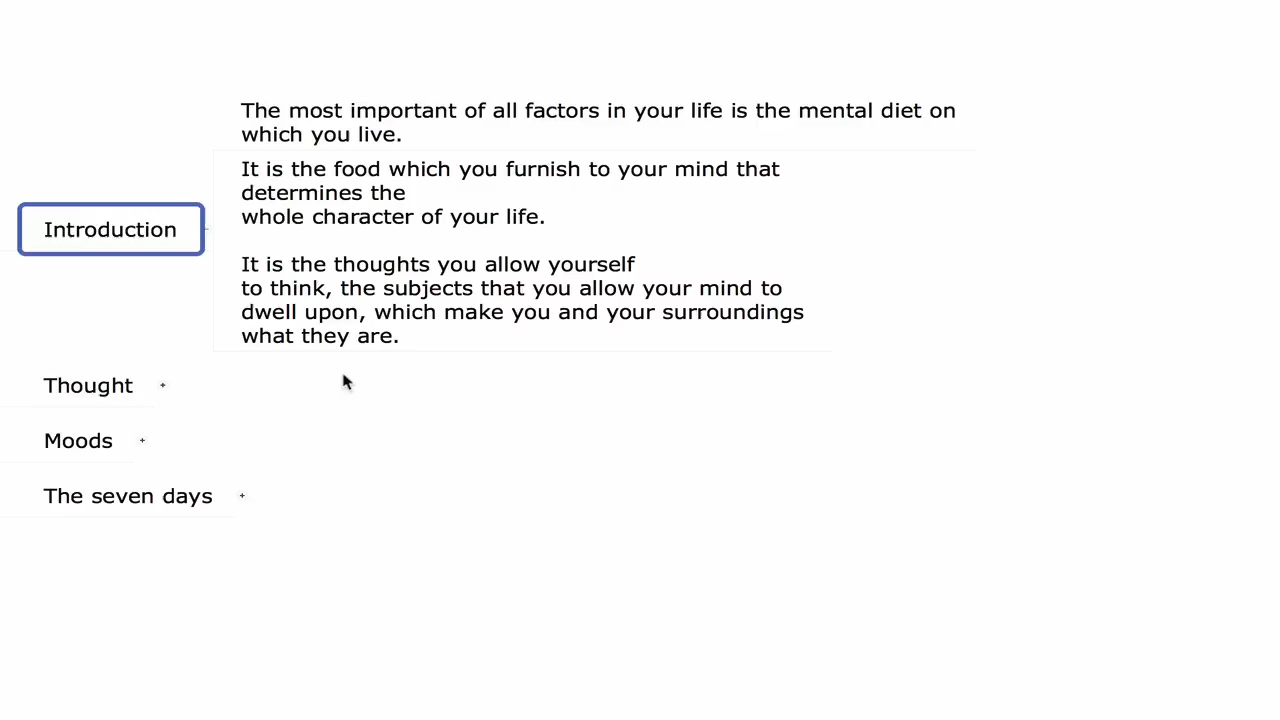 The most important of all factors in your life is the mental diet on
which you live.
It is the food which you furnish to your mind that
determines the
whole character of your life.
It is the thoughts you allow yourself
to think, the subjects that you allow your mind to
dwell upon, which make you and your surroundings
what they are.
Introduction
Thought
Moods
The seven days